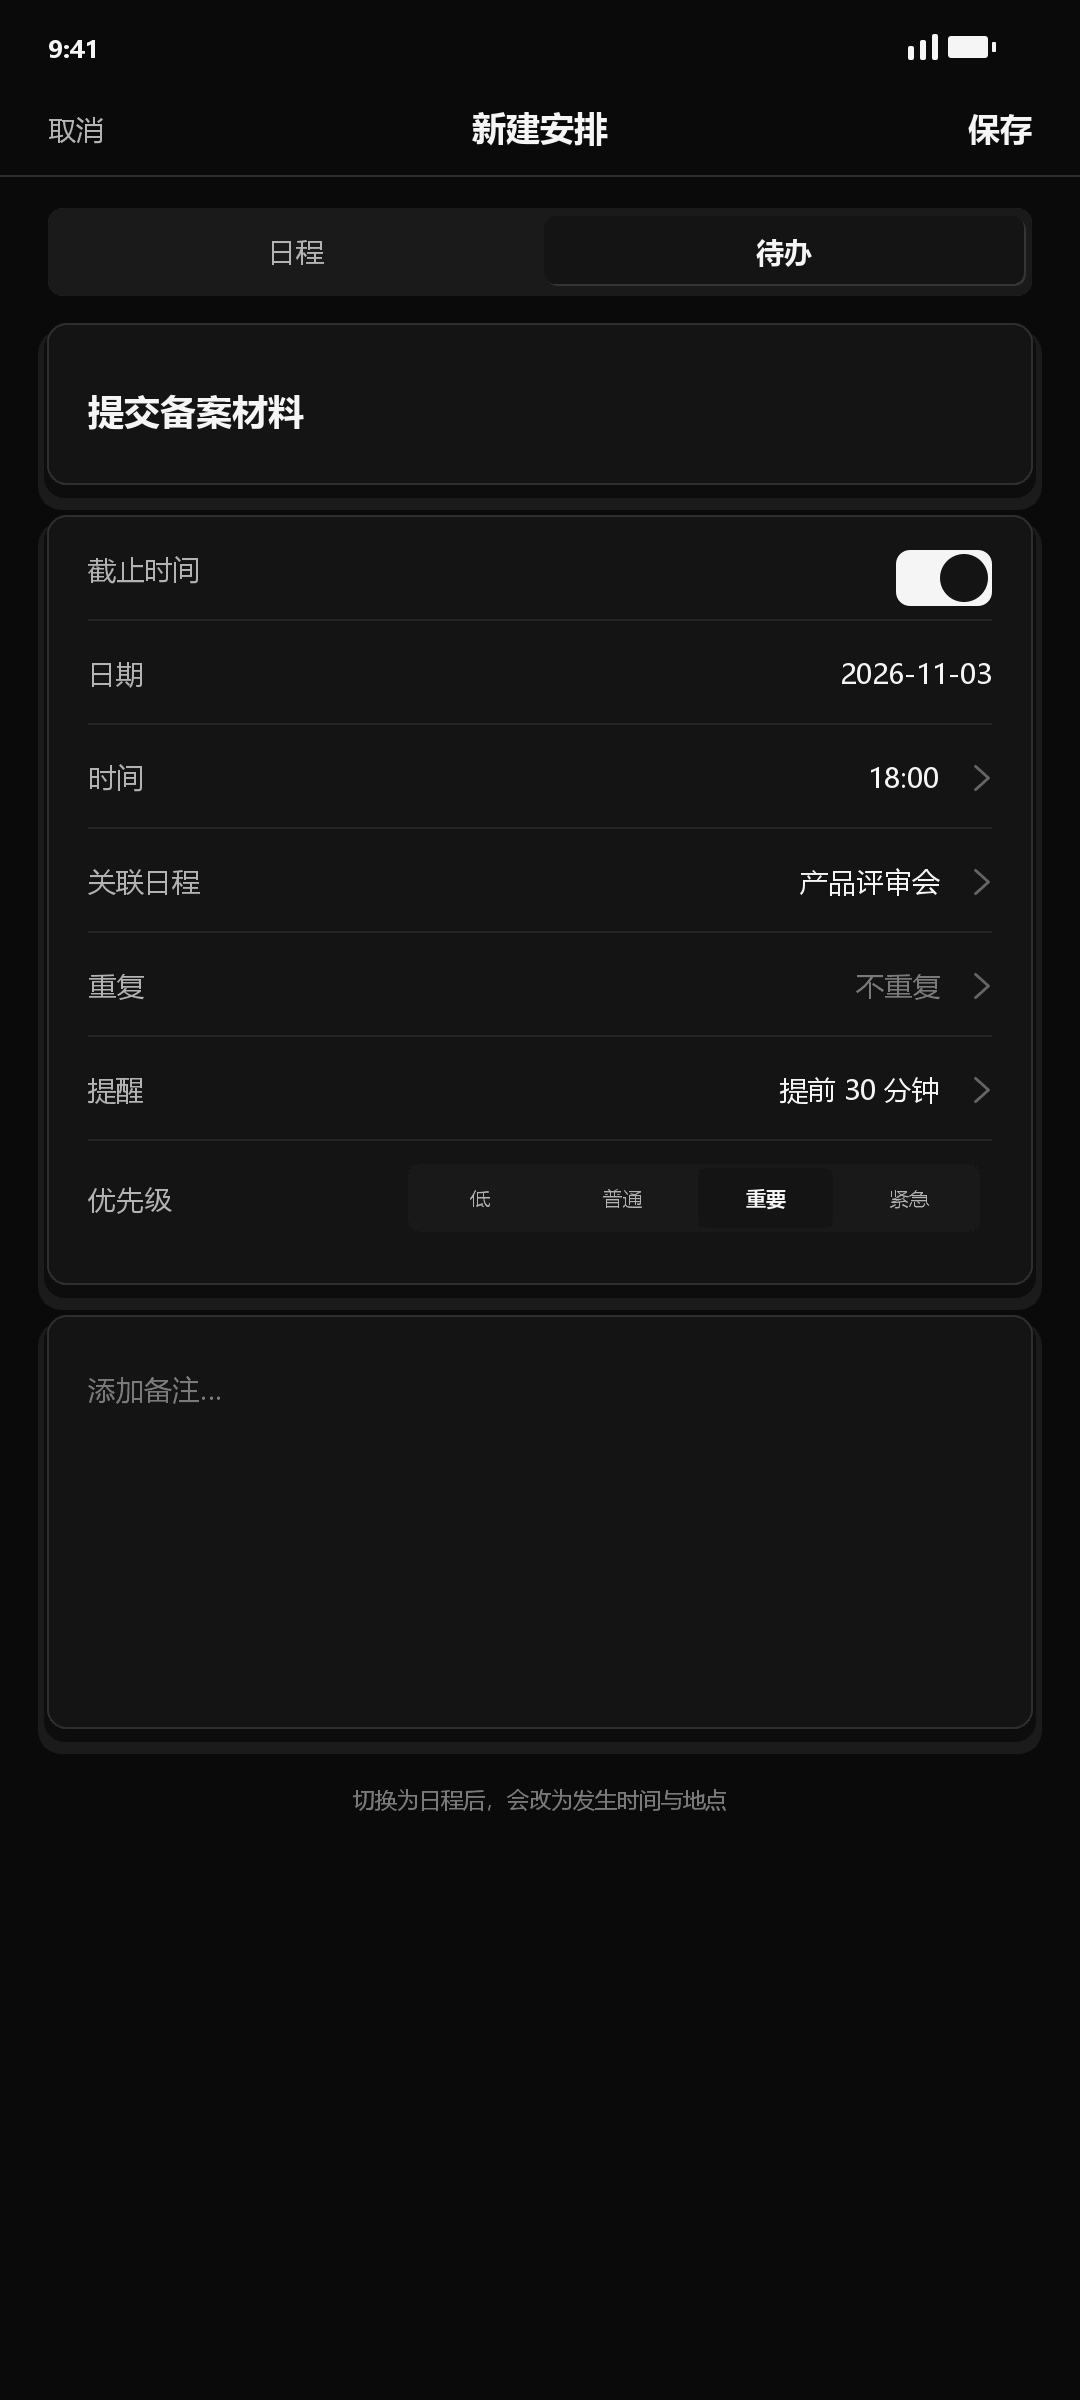 9:41
取消 新建安排 保存
日程 待办
提交备案材料
截止时间
日期 2026-11-03
时间 18:00
关联日程 产品评审会
重复 不重复
提醒 提前 30 分钟
优先级 低 普通 重要 紧急
添加备注...
切换为日程后，会改为发生时间与地点